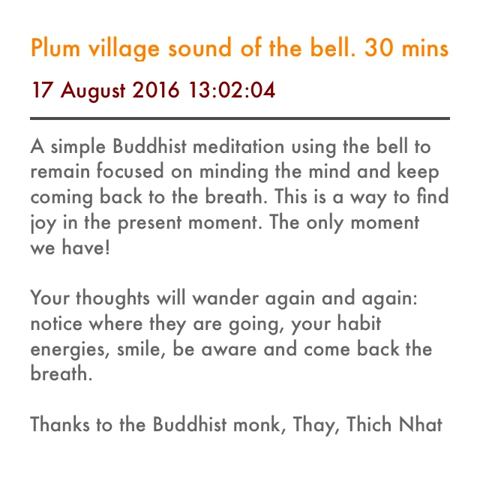 Plum village sound of the bell. 30 mins
17 August 2016 13:02:04
A simple Buddhist meditation using the bell to
remain focused on minding the mind and keep
coming back to the breath. This is a way to find
joy in the present moment. The only moment
we have!
Your thoughts will wander again and again:
notice where they are going, your habit
energies, smile, be aware and come back the
breath.
Thanks to the Buddhist monk, Thay, Thich Nhat